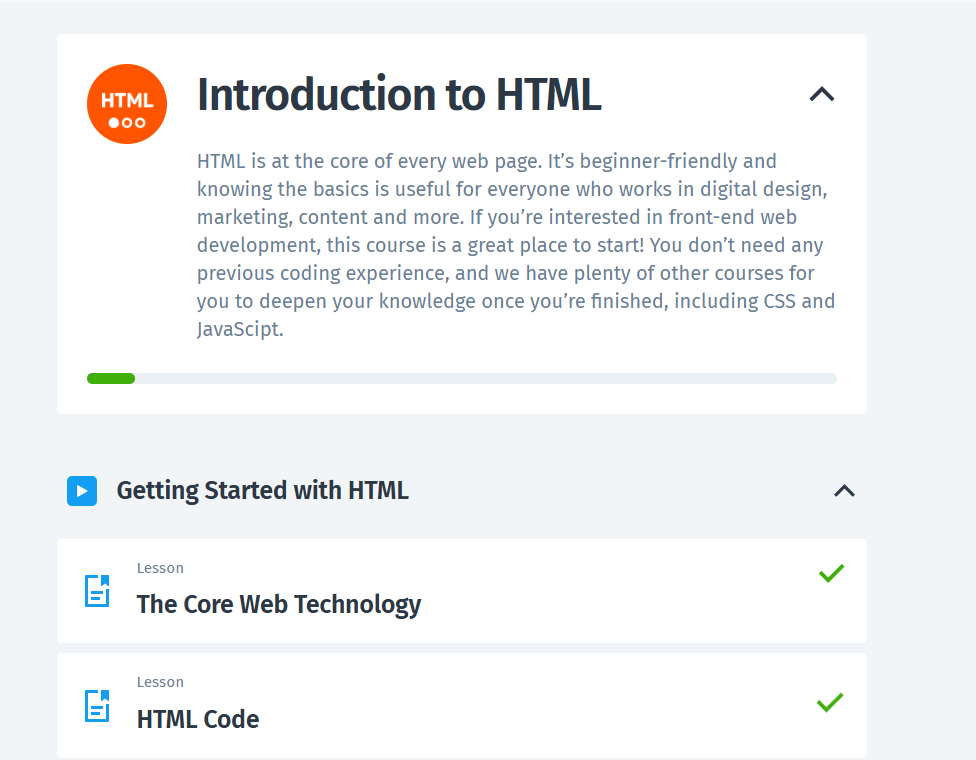 HTML
Introduction to HTML
HTML is at the core of every web page. It’s beginner-friendly and
knowing the basics is useful for everyone who works in digital design,
marketing, content and more. If you’re interested in front-end web
development, this course is a great place to start! You don’t need any
previous coding experience, and we have plenty of other courses for
you to deepen your knowledge once you’re finished, including CSS and
JavaScipt.
Getting Started with HTML
Lesson
The Core Web Technology
Lesson
HTML Code